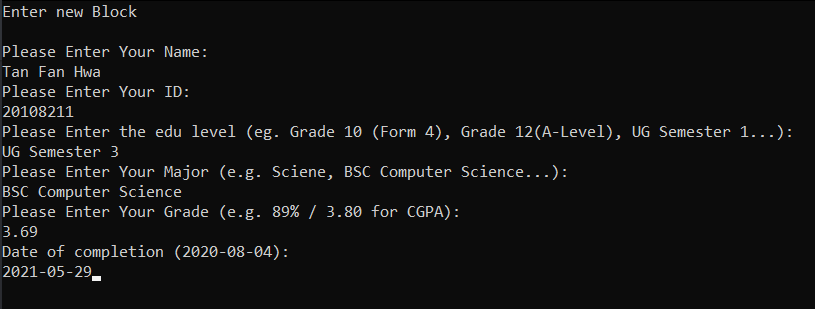 Enter new Block
Please Enter Your Name:
Tan Fan Hwa
Please Enter Your ID:
20108211
Please Enter the edu level (eg. Grade 10 (Form 4), Grade 12(A-Level), UG Semester 1...):
UG Semester 3
Please Enter Your Major (e.g. Sciene, BSC Computer Science...):
BSC Computer Science
Please Enter Your Grade (e.g. 89% / 3.80 for CGPA):
3.69
Date of completion (2020-08-04):
2021-05-29